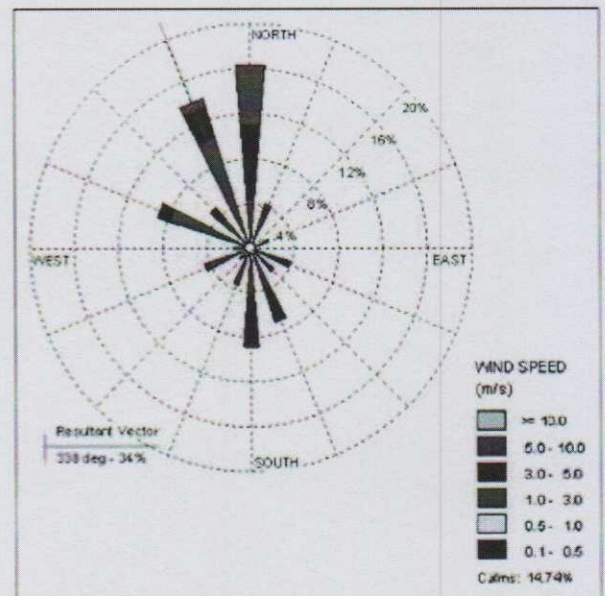 NORTH
20%
16%
12%
8%
4%
WEST
EAST
SOUTH
Resultant Vector
338 deg - 34%
WIND SPEED
(m/s)
>= 10.0
5.0 - 10.0
3.0 - 5.0
1.0 - 3.0
0.5 - 1.0
0.1 - 0.5
Calms: 14.74%